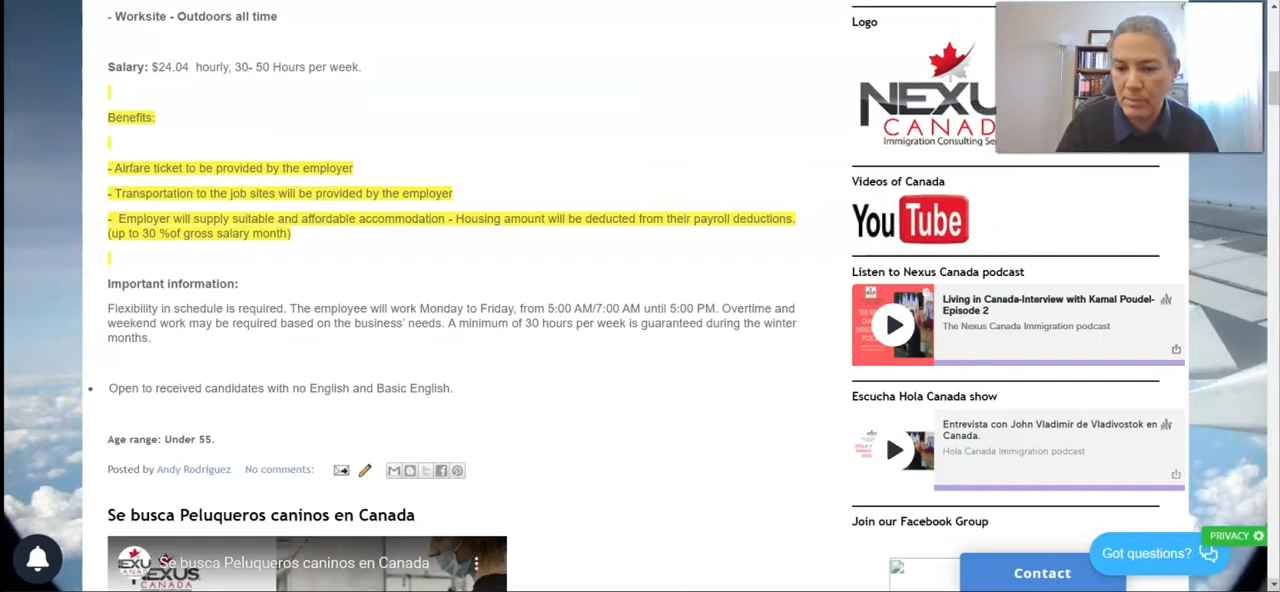 - Worksite - Outdoors all time
Salary: $24.04 hourly, 30- 50 Hours per week.
Benefits:
- Airfare ticket to be provided by the employer
- Transportation to the job sites will be provided by the employer
- Employer will supply suitable and affordable accommodation - Housing amount will be deducted from their payroll deductions.
(up to 30 %of gross salary month)
Important information:
Flexibility in schedule is required. The employee will work Monday to Friday, from 5:00 AM/7:00 AM until 5:00 PM. Overtime and
weekend work may be required based on the business' needs. A minimum of 30 hours per week is guaranteed during the winter
months.
• Open to received candidates with no English and Basic English.
Age range: Under 55.
Posted by Andy Rodriguez No comments:
Se busca Peluqueros caninos en Canada
Se busca Peluqueros caninos en Canada
Logo
NEXU
CANAD
Immigration Consulting Se
Videos of Canada
You Tube
Listen to Nexus Canada podcast
Living in Canada-Interview with Kamal Poudel-
Episode 2
The Nexus Canada Immigration podcast
Escucha Hola Canada show
Entrevista con John Vladimir de Vladivostok en
Canada.
Hola Canada Immigration podcast
Join our Facebook Group
PRIVACY
Got questions?
Contact